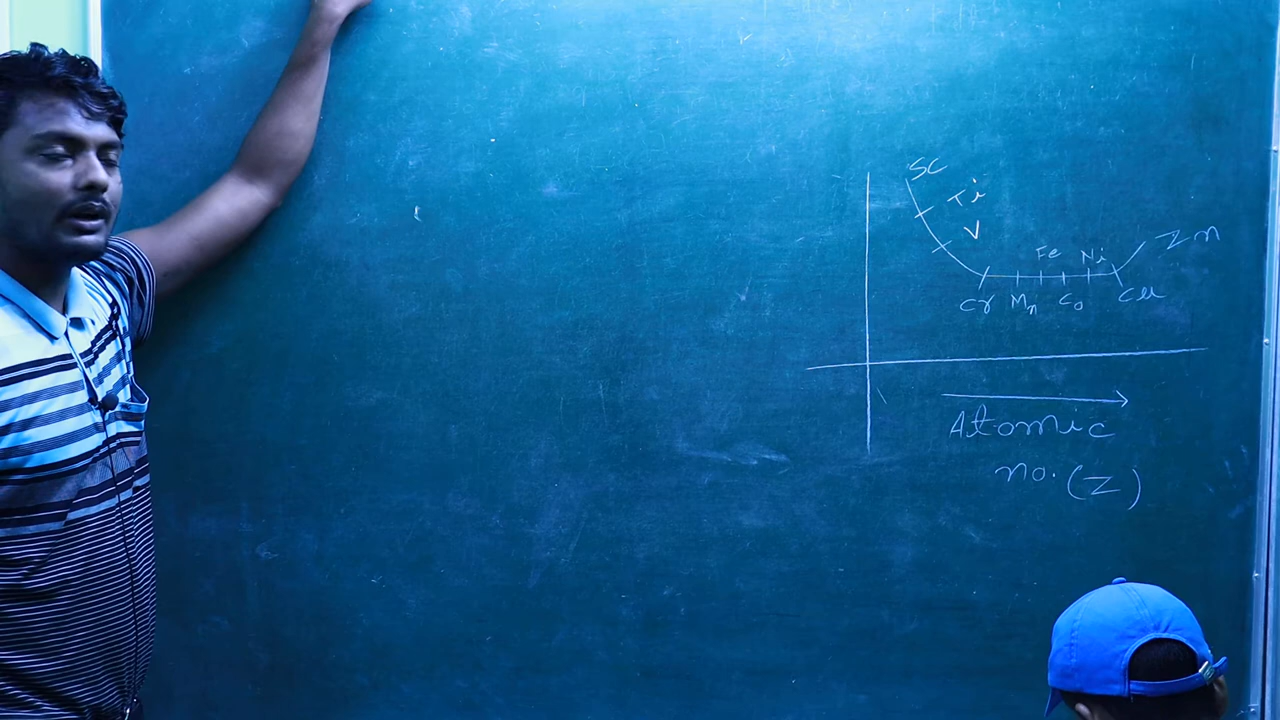 Sc
Ti
V
Zn
Fe Ni
Cr Mn Co Cu
Atomic
no. (Z)